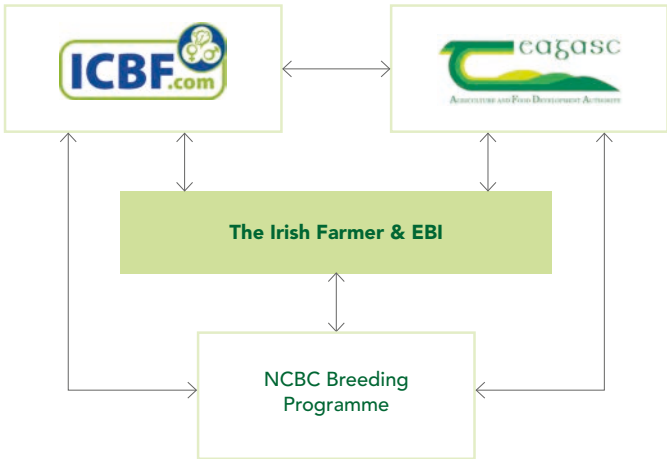 ICBF.com
eagasc
AGRICULTURE AND FOOD DEVELOPMENT AUTHORITY
The Irish Farmer & EBI
NCBC Breeding
Programme